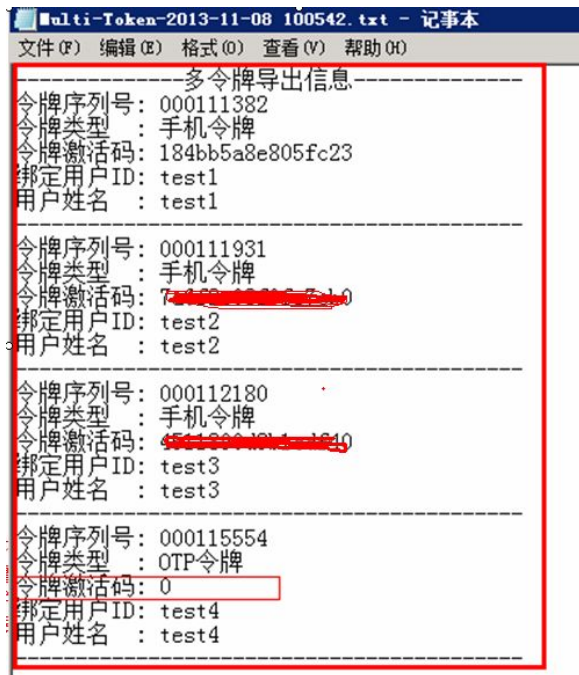 Multi-Token-2013-11-08 100542.txt - 记事本
文件(F) 编辑(E) 格式(O) 查看(V) 帮助(H)
---------------多令牌导出信息---------------
令牌序列号: 000111382
令牌类型 : 手机令牌
令牌激活码: 184bb5a8e805fc23
绑定用户ID: test1
用户姓名 : test1
---------------------------------------------
令牌序列号: 000111931
令牌类型 : 手机令牌
令牌激活码:
绑定用户ID: test2
用户姓名 : test2
---------------------------------------------
令牌序列号: 000112180
令牌类型 : 手机令牌
令牌激活码:
绑定用户ID: test3
用户姓名 : test3
---------------------------------------------
令牌序列号: 000115554
令牌类型 : OTP令牌
令牌激活码: 0
绑定用户ID: test4
用户姓名 : test4
---------------------------------------------